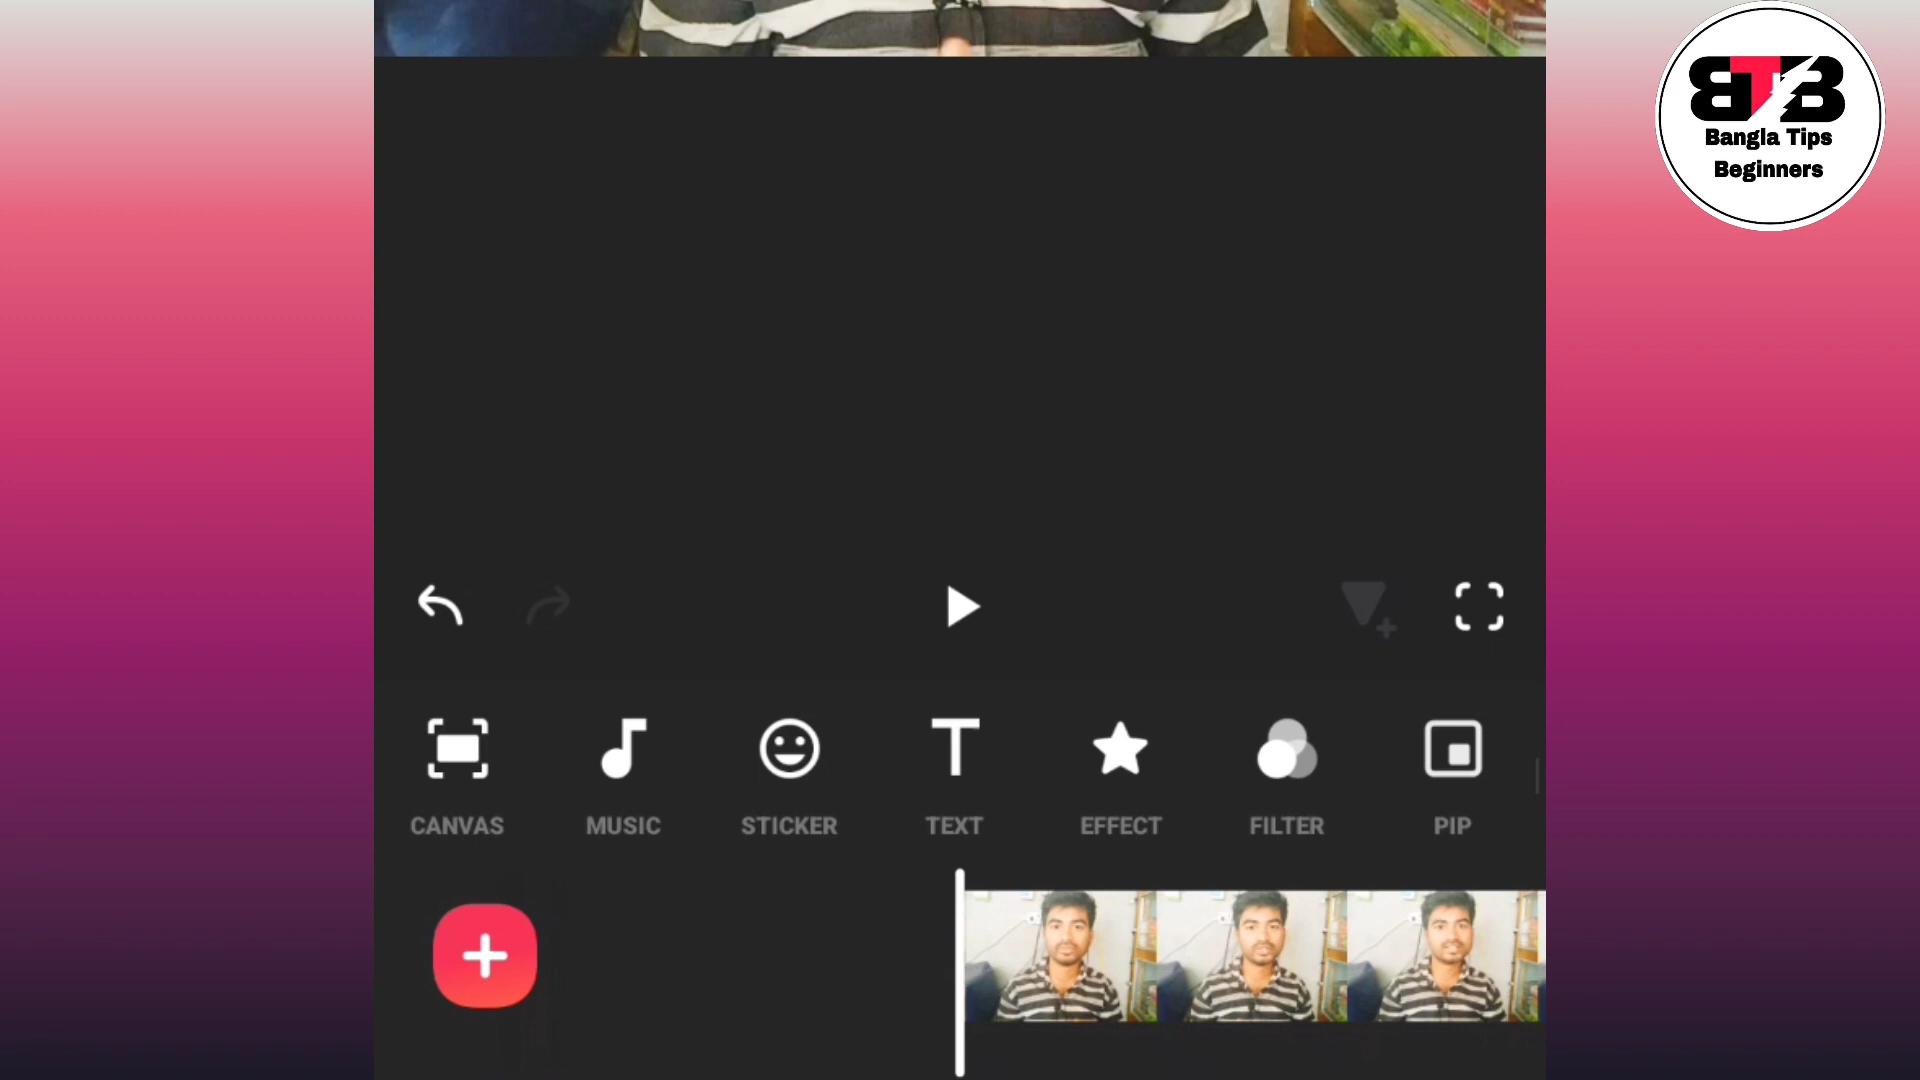 BTB
Bangla Tips
Beginners
CANVAS
MUSIC
STICKER
TEXT
EFFECT
FILTER
PIP